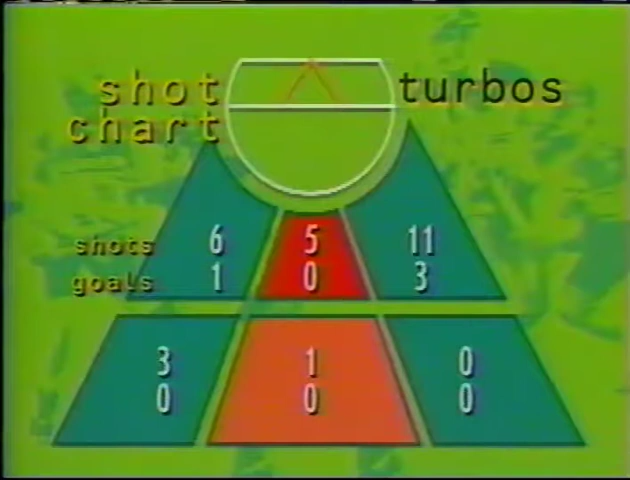 shot turbos
chart
shots 6 5 11
goals 1 0 3
3 1 0
0 0 0